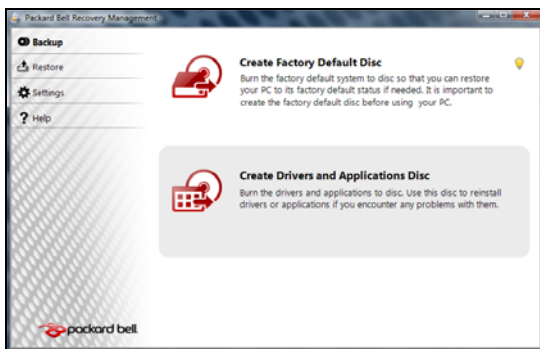 Packard Bell Recovery Management
Backup
Restore
Settings
? Help
Create Factory Default Disc
Burn the factory default system to disc so that you can restore
your PC to its factory default status if needed. It is important to
create the factory default disc before using your PC.
Create Drivers and Applications Disc
Burn the drivers and applications to disc. Use this disc to reinstall
drivers or applications if you encounter any problems with them.
packard bell